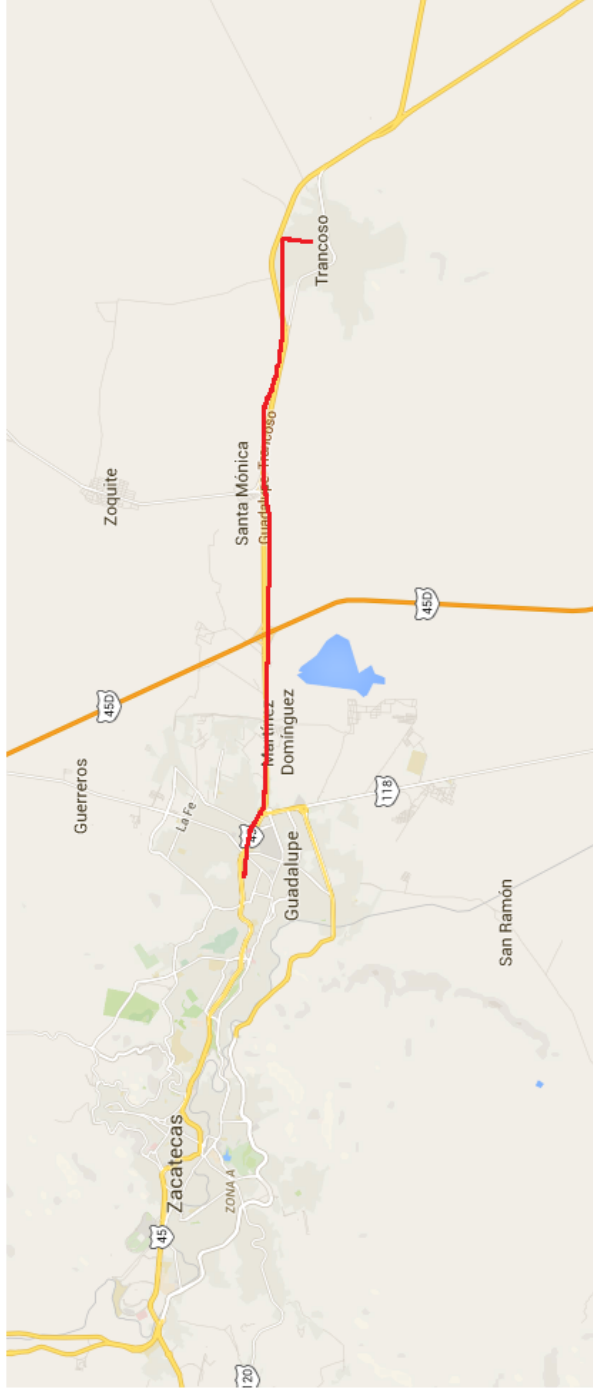 Guerreros
45D
Zoquite
45
Zacatecas
La Fe
ZONA A
Santa Mónica
120
45
Guadalupe-Trancoso
Martínez
Domínguez
Guadalupe
Trancoso
118
45D
San Ramón